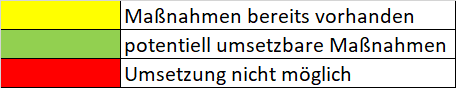 Maßnahmen bereits vorhanden
potentiell umsetzbare Maßnahmen
Umsetzung nicht möglich